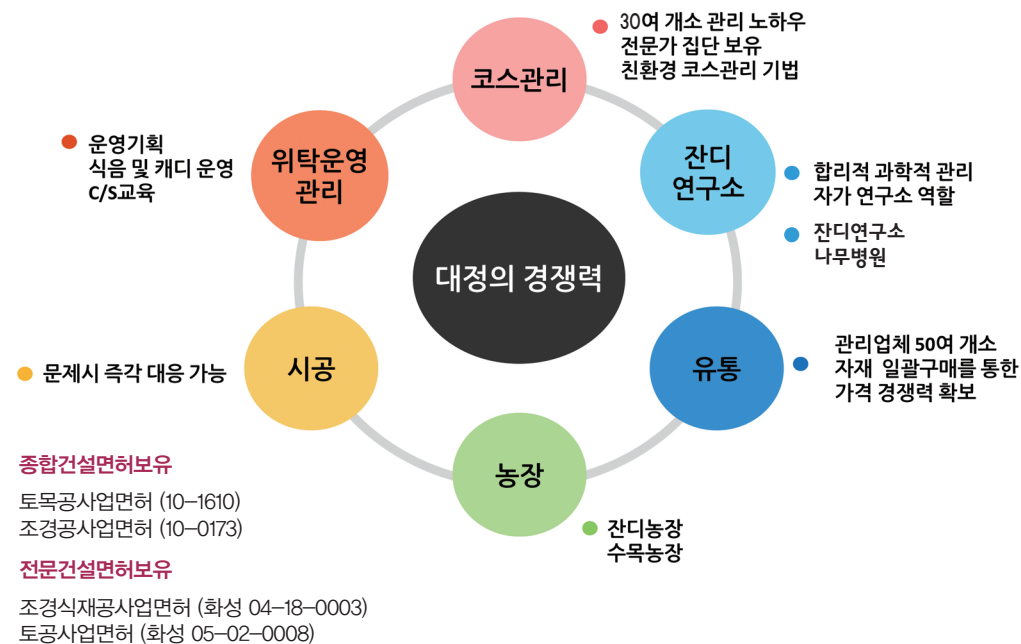 30여 개소 관리 노하우
전문가 집단 보유
친환경 코스관리 기법
코스관리
운영기획
식음 및 캐디 운영
C/S교육
위탁운영
관리
잔디
연구소
합리적 과학적 관리
자가 연구소 역할
잔디연구소
나무병원
대정의 경쟁력
문제시 즉각 대응 가능
시공
유통
관리업체 50여 개소
자재 일괄구매를 통한
가격 경쟁력 확보
농장
잔디농장
수목농장
종합건설면허보유
토목공사업면허 (10-1610)
조경공사업면허 (10-0173)
전문건설면허보유
조경식재공사업면허 (화성 04-18-0003)
토공사업면허 (화성 05-02-0008)